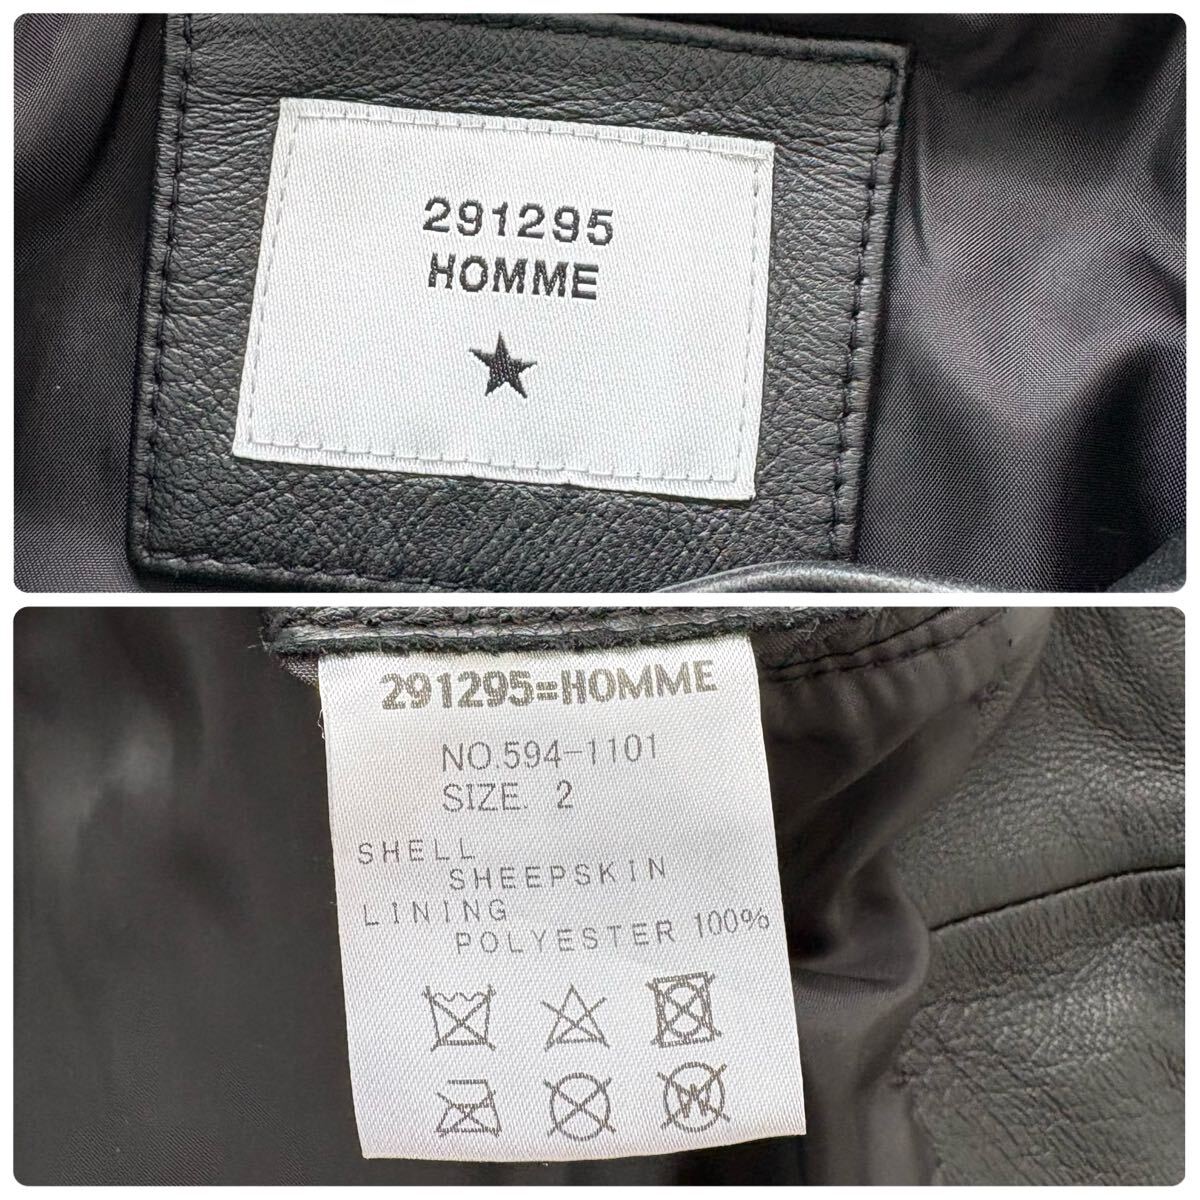 291295
HOMME
291295=HOMME
NO.594-1101
SIZE. 2
SHELL
SHEEPSKIN
LINING
POLYESTER 100%
W